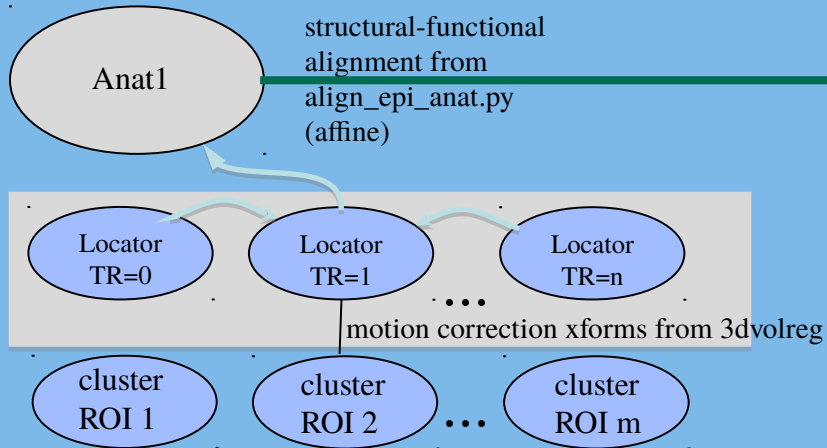 Anat1
structural-functional
alignment from
align_epi_anat.py
(affine)
Locator
TR=0
Locator
TR=1
...
Locator
TR=n
motion correction xforms from 3dvolreg
cluster
ROI 1
cluster
ROI 2
...
cluster
ROI m